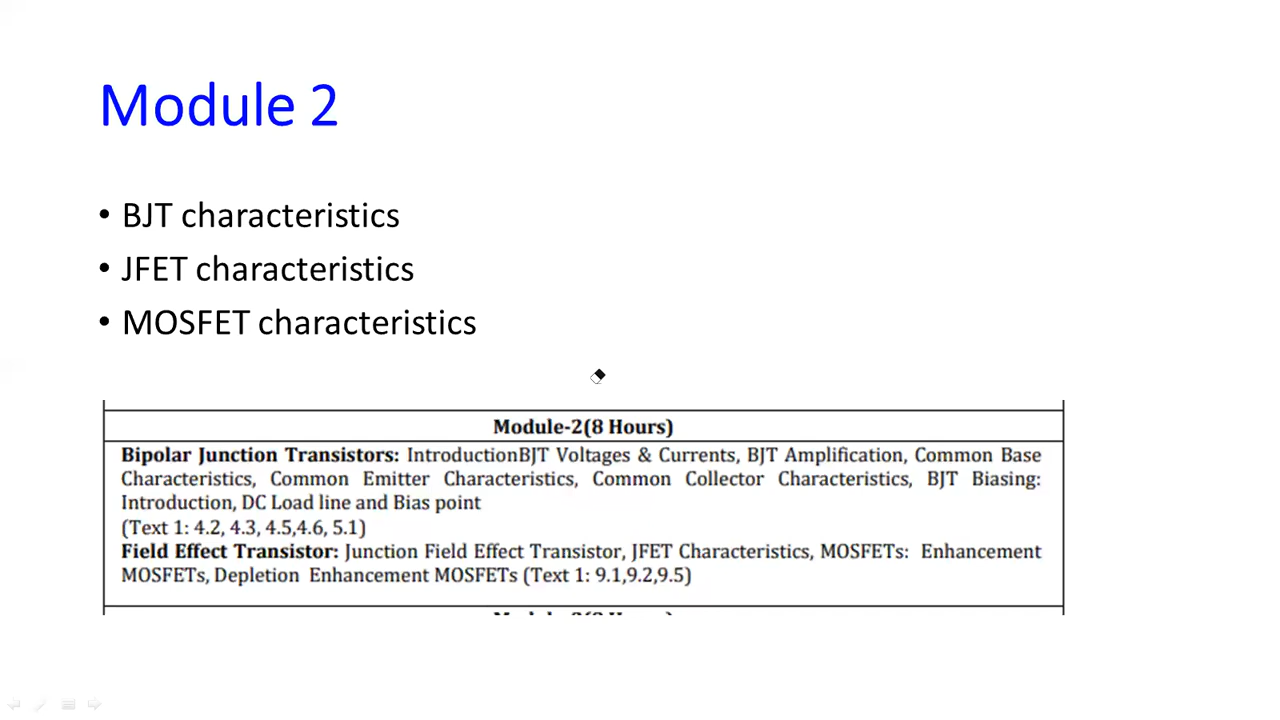 Module 2
• BJT characteristics
• JFET characteristics
• MOSFET characteristics
Module-2(8 Hours)
Bipolar Junction Transistors: IntroductionBJT Voltages & Currents, BJT Amplification, Common Base
Characteristics, Common Emitter Characteristics, Common Collector Characteristics, BJT Biasing:
Introduction, DC Load line and Bias point
(Text 1: 4.2, 4.3, 4.5,4.6, 5.1)
Field Effect Transistor: Junction Field Effect Transistor, JFET Characteristics, MOSFETs: Enhancement
MOSFETs, Depletion Enhancement MOSFETs (Text 1: 9.1,9.2,9.5)